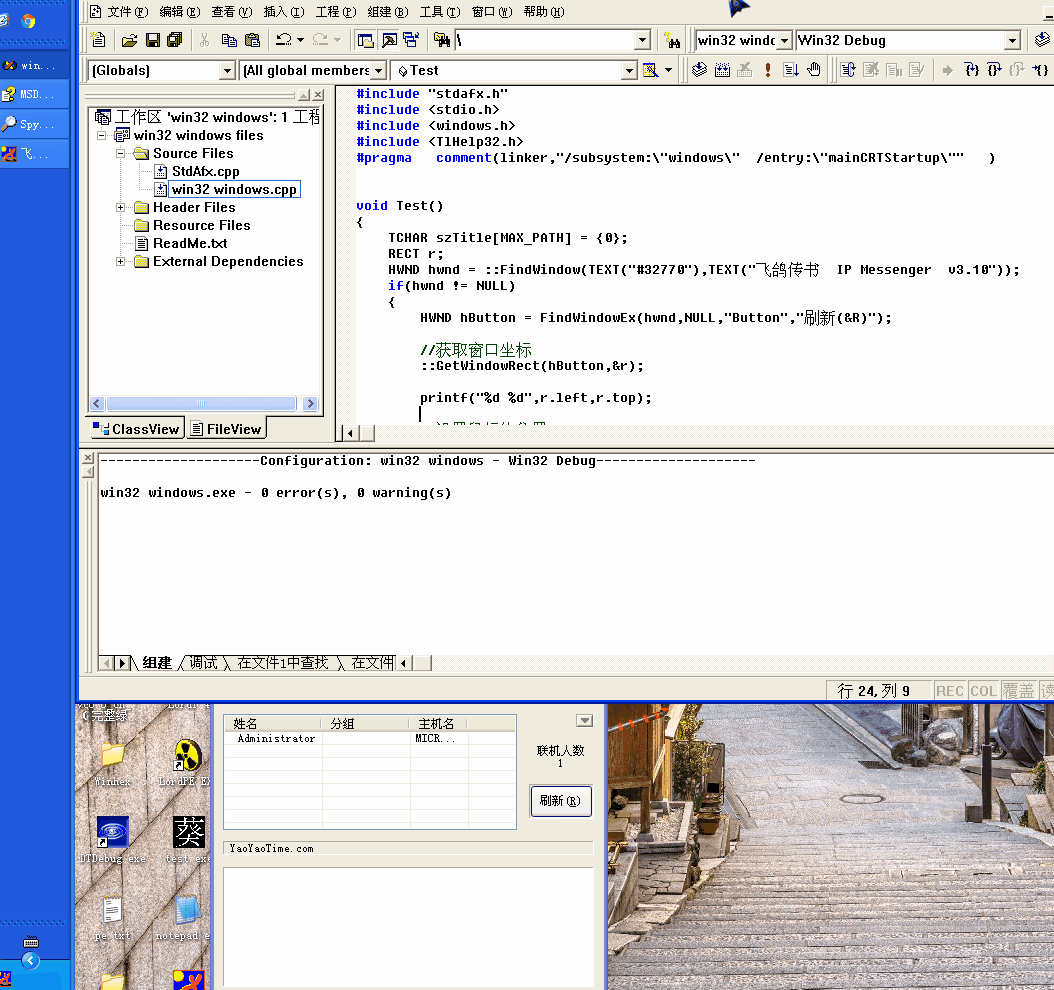 文件(F) 编辑(E) 查看(V) 插入(I) 工程(P) 组建(B) 工具(T) 窗口(W) 帮助(H)
\ win32 windc Win32 Debug
(Globals) (All global members Test
win...
MSD...
Spy...
飞...
工作区 'win32 windows': 1 工程
win32 windows files
Source Files
StdAfx.cpp
win32 windows.cpp
Header Files
Resource Files
ReadMe.txt
External Dependencies
ClassView FileView
#include "stdafx.h"
#include <stdio.h>
#include <windows.h>
#include <TlHelp32.h>
#pragma   comment(linker,"/subsystem:\"windows\"  /entry:\"mainCRTStartup\""   )
void Test()
{
TCHAR szTitle[MAX_PATH] = {0};
RECT r;
HWND hwnd = ::FindWindow(TEXT("#32770"),TEXT("飞鸽传书  IP Messenger  v3.10"));
if(hwnd != NULL)
{
HWND hButton = FindWindowEx(hwnd,NULL,"Button","刷新(&R)");
//获取窗口坐标
::GetWindowRect(hButton,&r);
printf("%d %d",r.left,r.top);
--------------------Configuration: win32 windows - Win32 Debug--------------------
win32 windows.exe - 0 error(s), 0 warning(s)
组建 调试 在文件1中查找 在文件
行 24, 列 9 REC COL 覆盖 读
完整绿
Winhex LordPE.EX
DTDebug.exe test.exe
pe.txt notepad.e
葵
姓名 分组 主机名
Administrator MICR...
联机人数
1
刷新(R)
YaoYaoTime.com